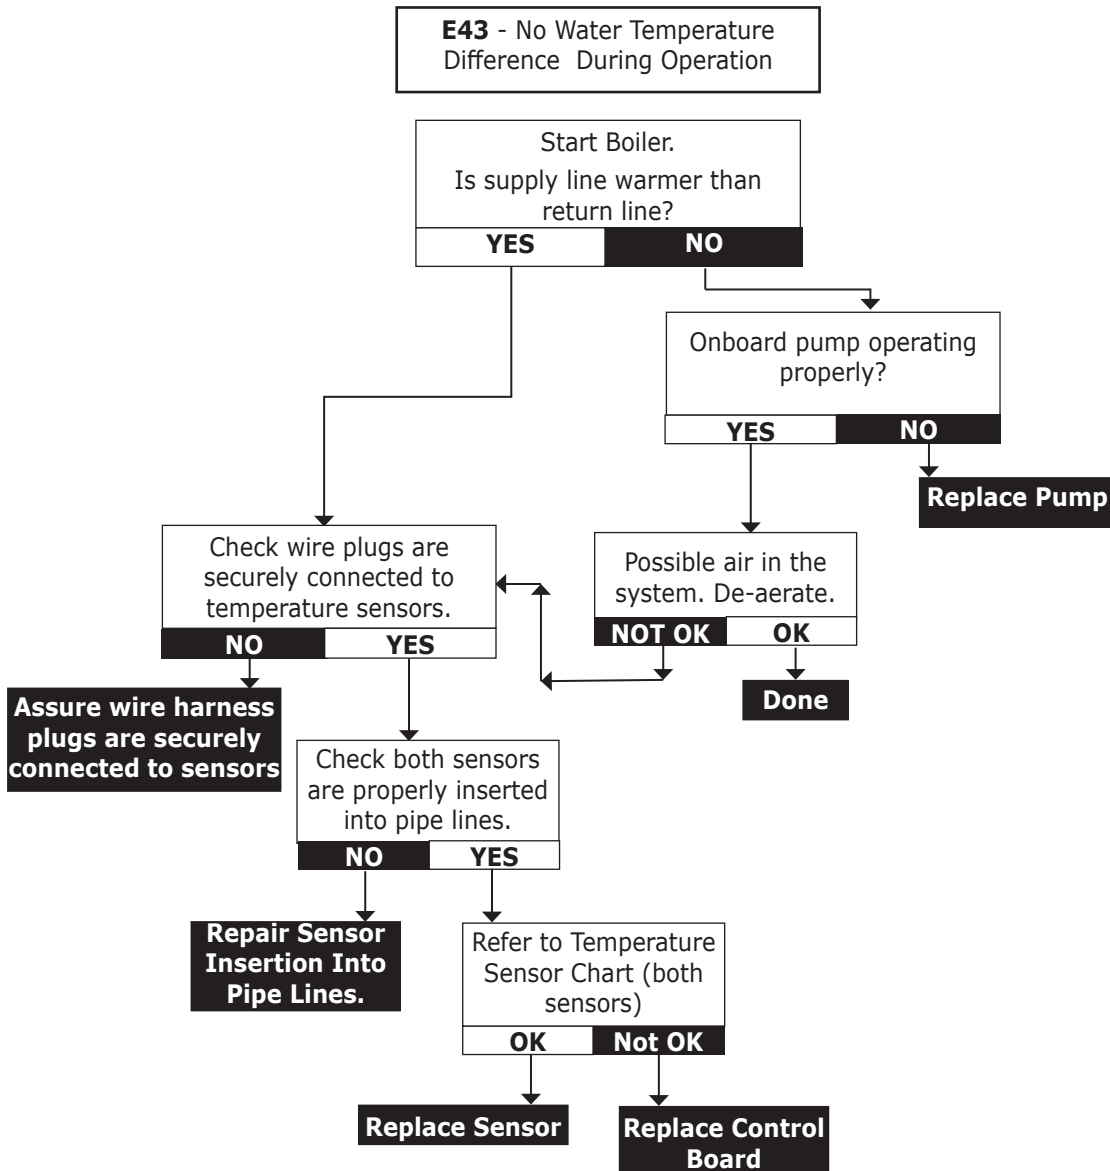 E43 - No Water Temperature
Difference During Operation
Start Boiler.
Is supply line warmer than
return line?
YES
NO
Onboard pump operating
properly?
YES
NO
Replace Pump
Check wire plugs are
securely connected to
temperature sensors.
NO
YES
Possible air in the
system. De-aerate.
NOT OK
OK
Done
Assure wire harness
plugs are securely
connected to sensors
Check both sensors
are properly inserted
into pipe lines.
NO
YES
Repair Sensor
Insertion Into
Pipe Lines.
Refer to Temperature
Sensor Chart (both
sensors)
OK
Not OK
Replace Sensor
Replace Control
Board